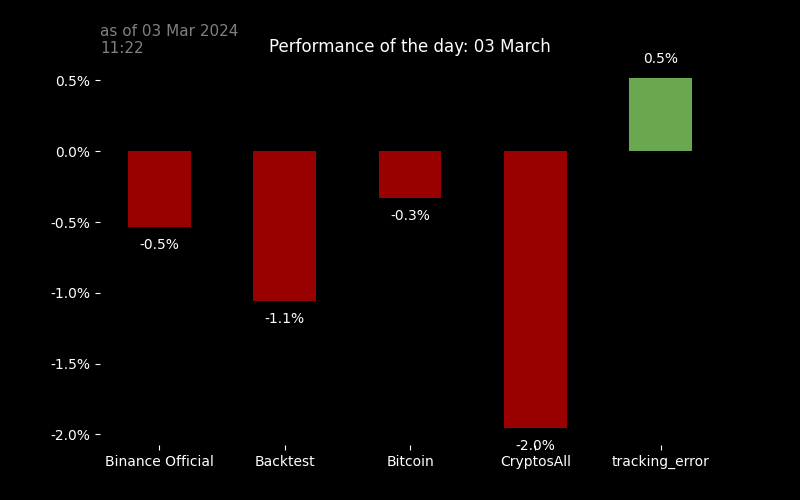 as of 03 Mar 2024
11:22
Performance of the day: 03 March
0.5%
0.5%
0.0%
-0.5%
-0.5%
-0.3%
-1.0%
-1.1%
-1.5%
-2.0%
-2.0%
Binance Official
Backtest
Bitcoin
CryptosAll
tracking_error